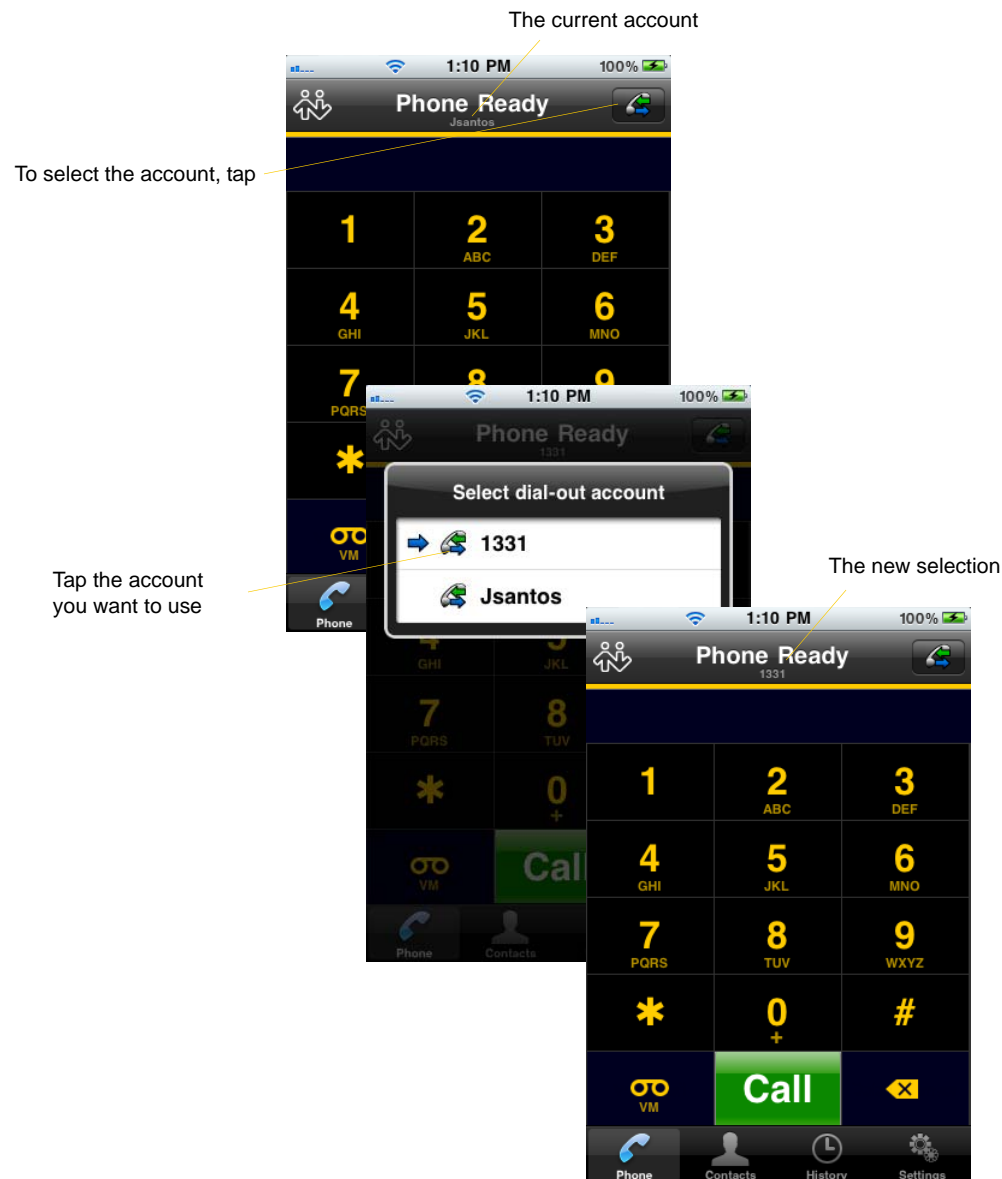 The current account
1:10 PM
100%
Phone Ready
Jsantos
To select the account, tap
1
2
ABC
3
DEF
4
GHI
5
JKL
6
MNO
7
PQRS
8
9
*
VM
Phone
1:10 PM
100%
Phone Ready
1331
Select dial-out account
1331
Jsantos
Tap the account
you want to use
4
GHI
5
JKL
7
PQRS
8
TUV
*
0
+
VM
Call
Phone
Contacts
The new selection
1:10 PM
100%
Phone Ready
1331
1
2
ABC
3
DEF
4
GHI
5
JKL
6
MNO
7
PQRS
8
TUV
9
WXYZ
*
0
+
#
VM
Call
Phone
Contacts
History
Settings